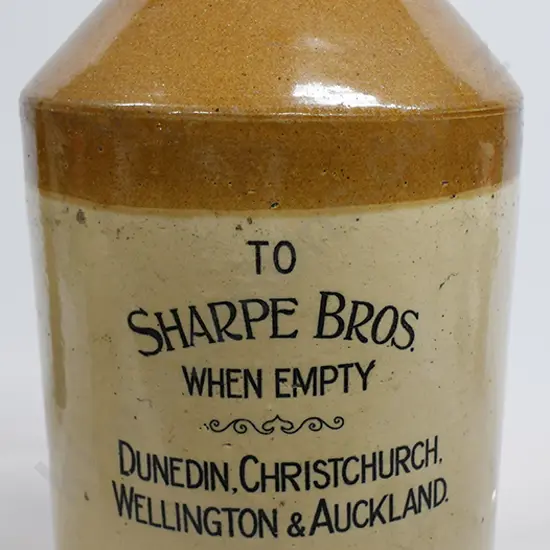 TO
SHARPE BROS.
WHEN EMPTY
DUNEDIN, CHRISTCHURCH,
WELLINGTON & AUCKLAND.